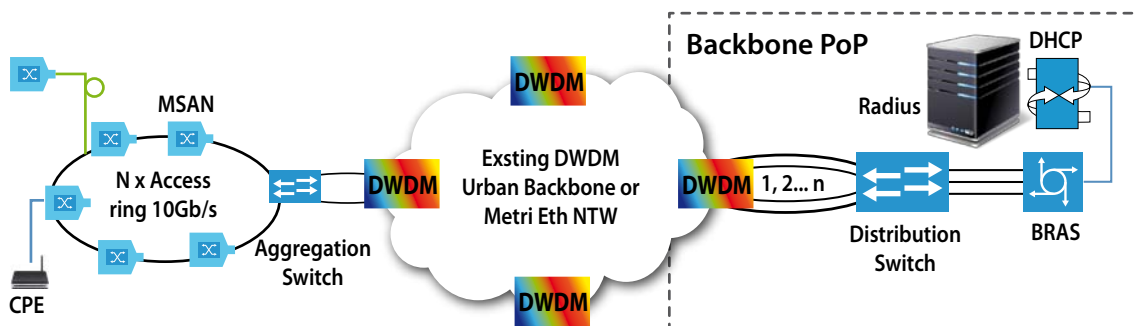 Backbone PoP
DHCP
Radius
DWDM
MSAN
N x Access
ring 10Gb/s
CPE
Aggregation
Switch
DWDM
Exsting DWDM
Urban Backbone or
Metri Eth NTW
DWDM
DWDM
1, 2... n
Distribution
Switch
BRAS